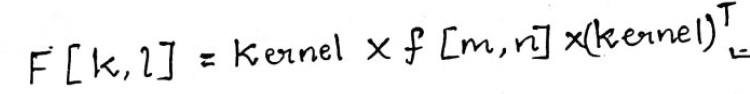 F[k,l] = kernel × f [m,n] ×(kernel)ᵀ